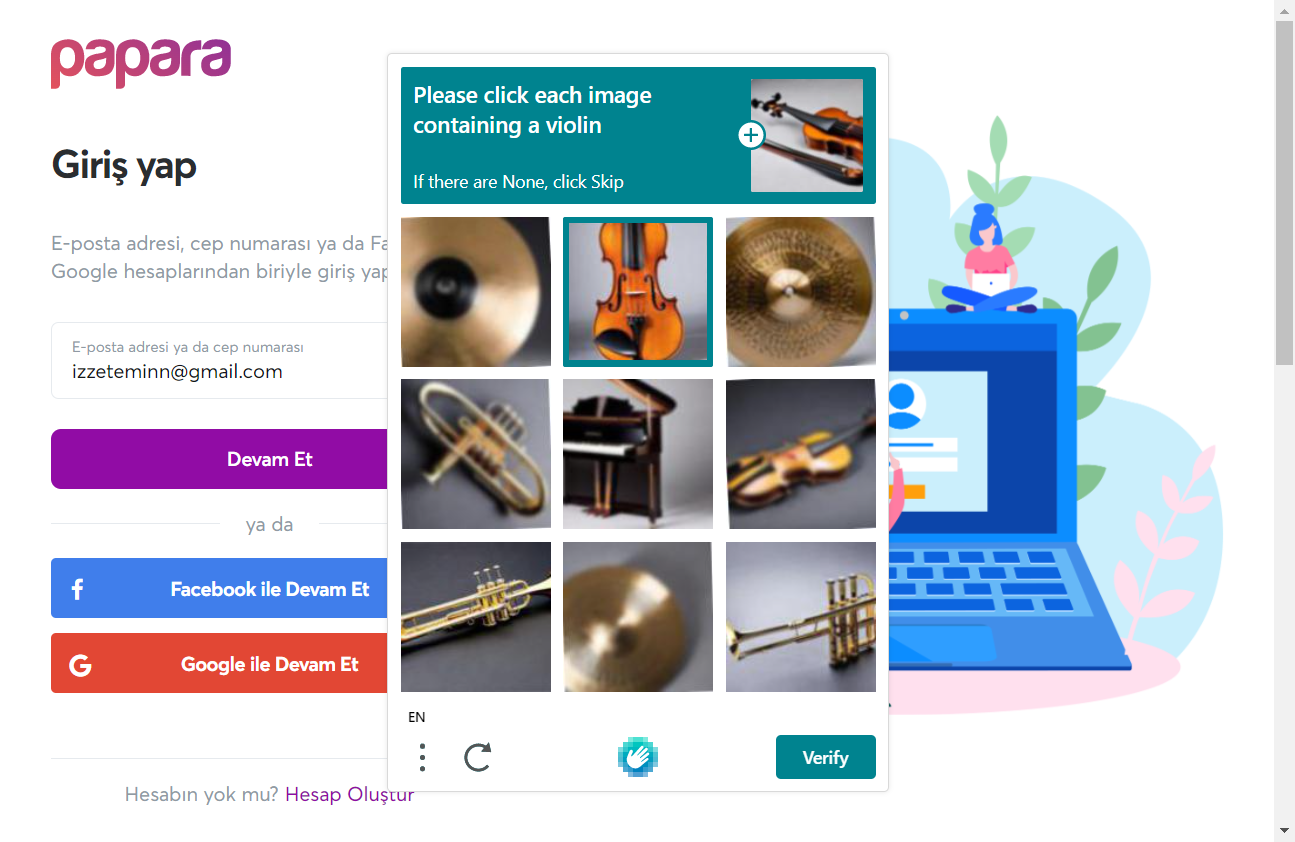 papara
Giriş yap
E-posta adresi, cep numarası ya da Fa
Google hesaplarından biriyle giriş yap
E-posta adresi ya da cep numarası
izzeteminn@gmail.com
Devam Et
ya da
Facebook ile Devam Et
Google ile Devam Et
Hesabın yok mu? Hesap Oluştur
Please click each image
containing a violin
If there are None, click Skip
EN
Verify